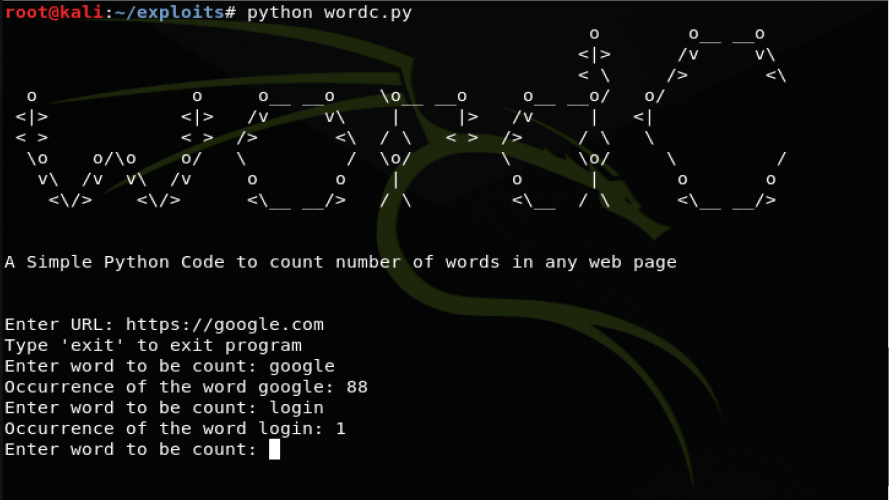 root@kali:~/exploits# python wordc.py
wordC
A Simple Python Code to count number of words in any web page
Enter URL: https://google.com
Type 'exit' to exit program
Enter word to be count: google
Occurrence of the word google: 88
Enter word to be count: login
Occurrence of the word login: 1
Enter word to be count: